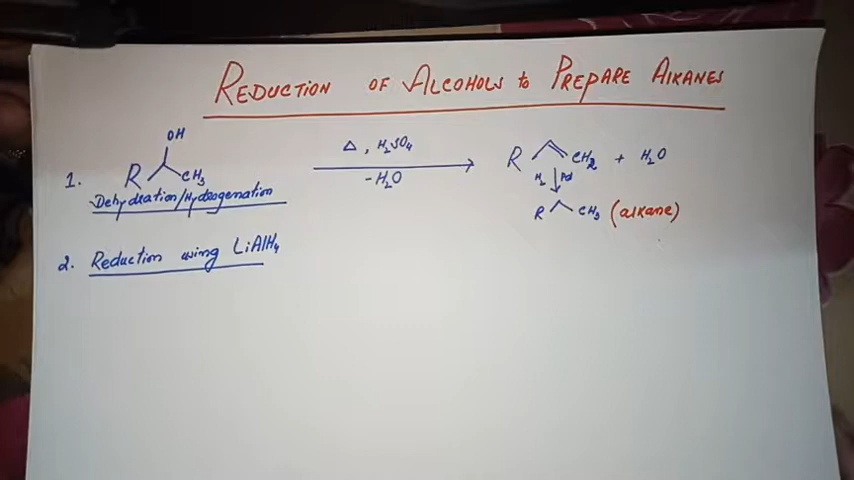 REDUCTION OF ALCOHOLS to PREPARE ALKANES
OH
1. R CH3 Δ, H2SO4 R CH2 + H2O
-H2O
Dehydration/Hydrogenation H2 Pd
R CH3 (alkane)
2. Reduction using LiAlH4